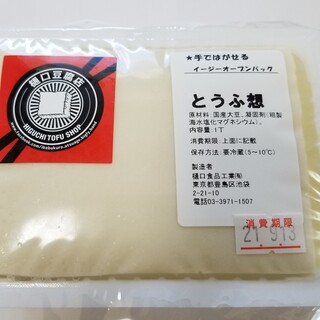 樋口豆腐店
HIGUCHI TOFU SHOP
★手ではがせる
イージーオープンパック
とうふ想
原材料：国産大豆、凝固剤(粗製
海水塩化マグネシウム)、
内容量：1丁
消費期限：上面に記載
保存方法：要冷蔵(5～10℃)
製造者
樋口食品工業㈲
東京都豊島区池袋
2-21-10
電話03-3971-1507
消費期限
21.9.13